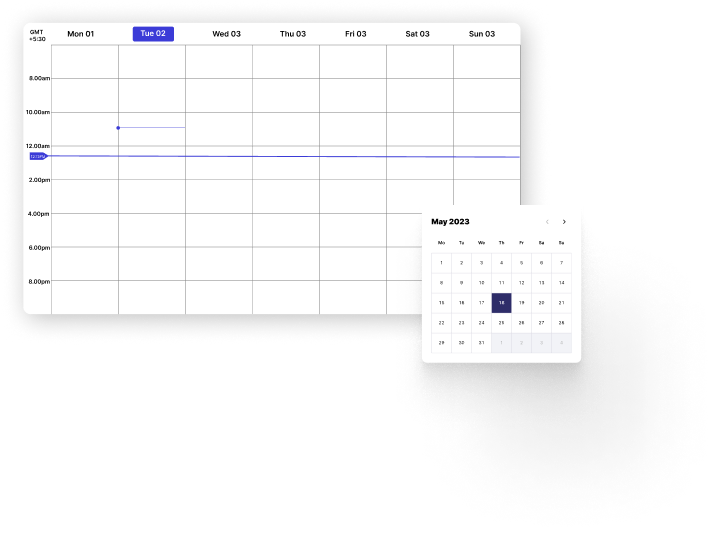 GMT
+5:30
Mon 01 Tue 02 Wed 03 Thu 03 Fri 03 Sat 03 Sun 03
8.00am
10.00am
12.00am
2.00pm
4.00pm
6.00pm
8.00pm
May 2023
Mo Tu We Th Fr Sa Su
1 2 3 4 5 6 7
8 9 10 11 12 13 14
15 16 17 18 19 20 21
22 23 24 25 26 27 28
29 30 31 1 2 3 4